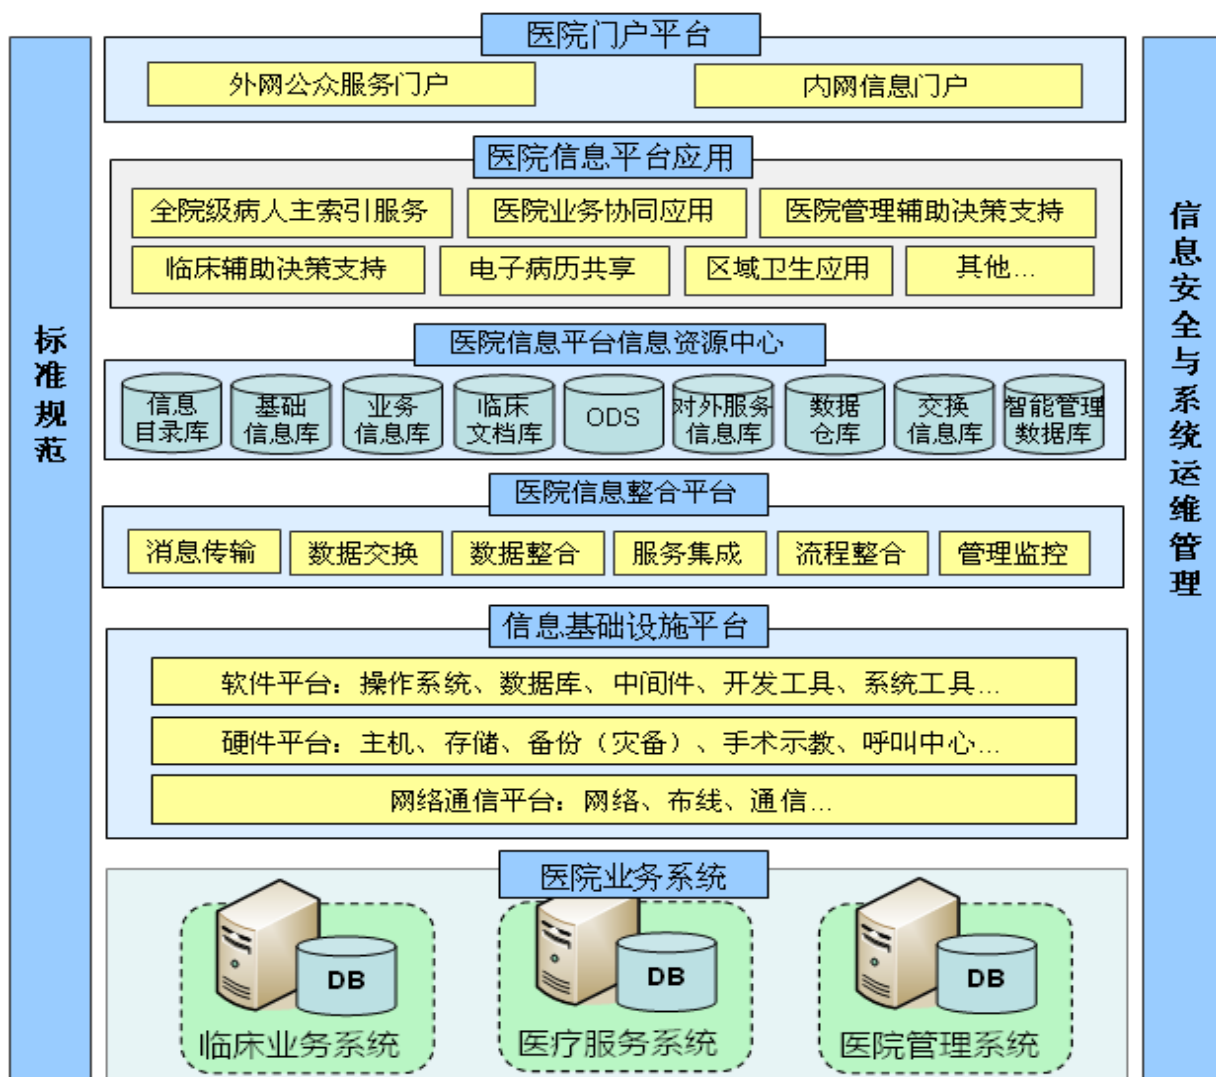 医院门户平台
外网公众服务门户
内网信息门户
医院信息平台应用
全院级病人主索引服务
医院业务协同应用
医院管理辅助决策支持
临床辅助决策支持
电子病历共享
区域卫生应用
其他...
医院信息平台信息资源中心
信息
目录库
基础
信息库
业务
信息库
临床
文档库
ODS
对外服务
信息库
数据
仓库
交换
信息库
智能管理
数据库
医院信息整合平台
消息传输
数据交换
数据整合
服务集成
流程整合
管理监控
信息基础设施平台
软件平台：操作系统、数据库、中间件、开发工具、系统工具...
硬件平台：主机、存储、备份（灾备）、手术示教、呼叫中心...
网络通信平台：网络、布线、通信...
医院业务系统
DB
临床业务系统
DB
医疗服务系统
DB
医院管理系统
标准规范
信息安全与系统运维管理